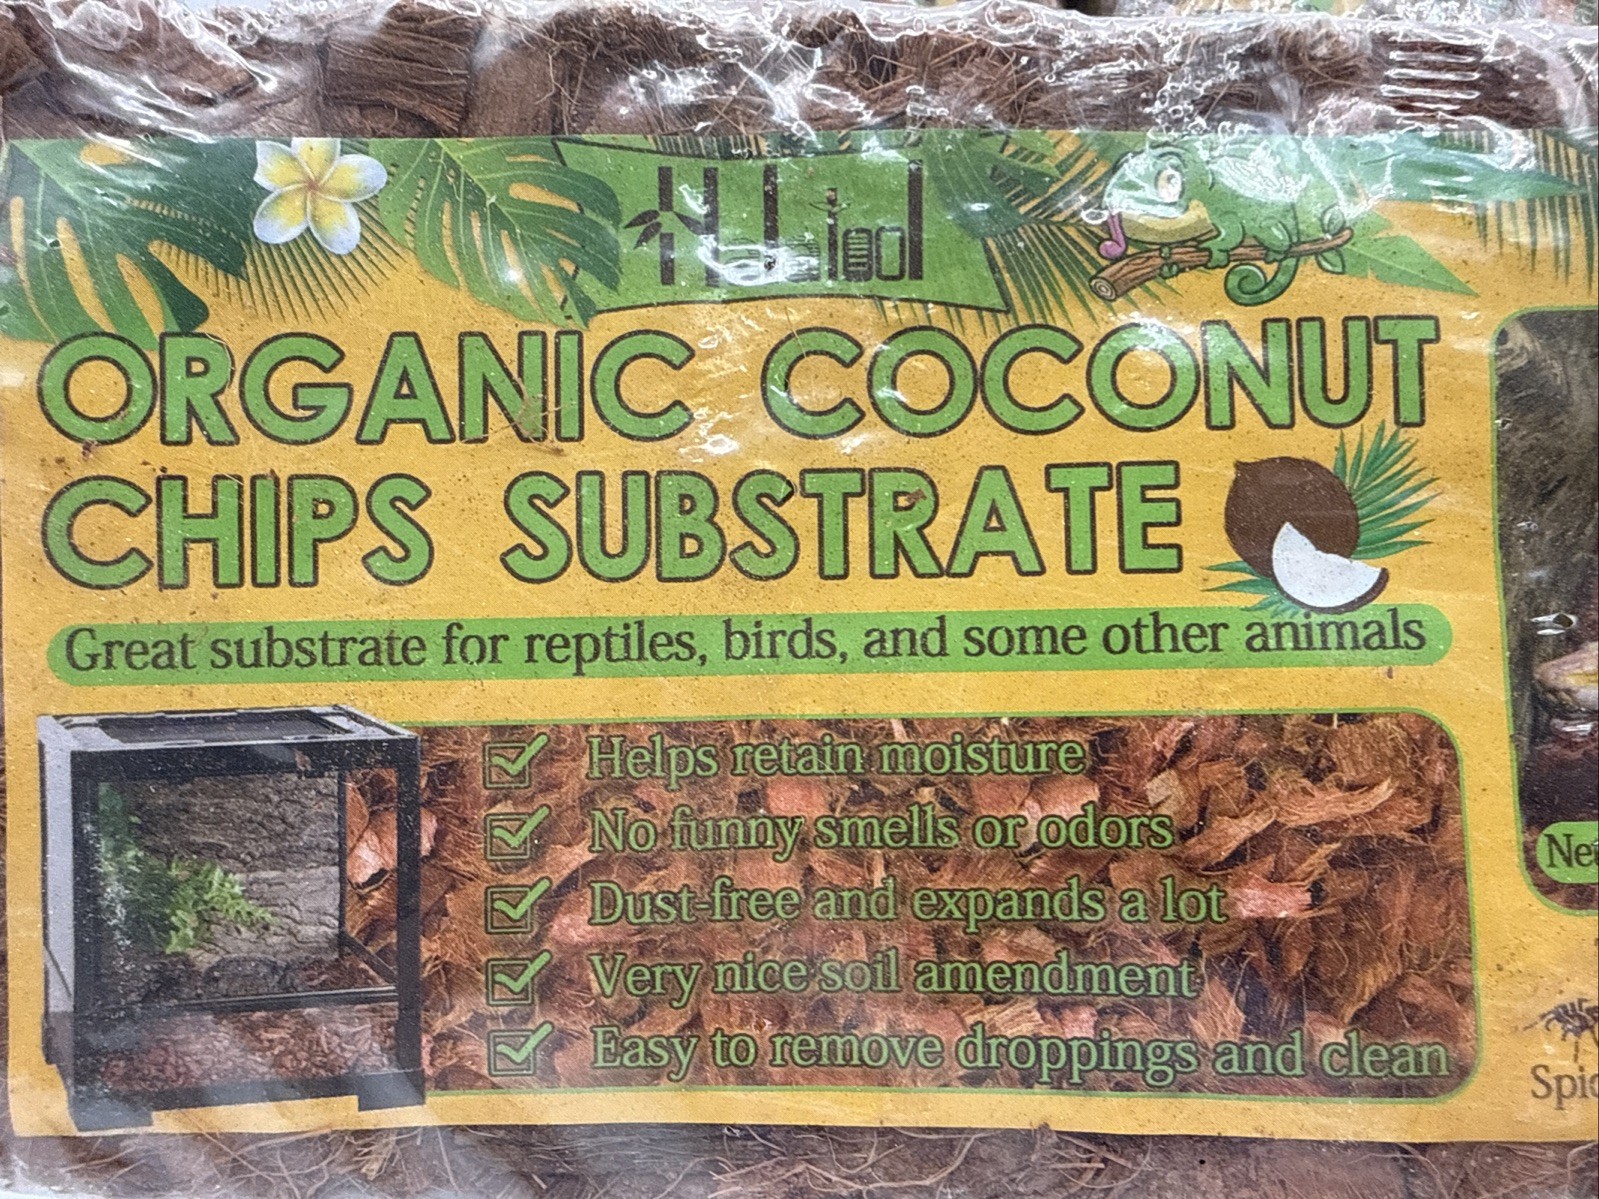 ORGANIC COCONUT
CHIPS SUBSTRATE
Great substrate for reptiles, birds, and some other animals
Helps retain moisture
No funny smells or odors
Dust-free and expands a lot
Very nice soil amendment
Easy to remove droppings and clean